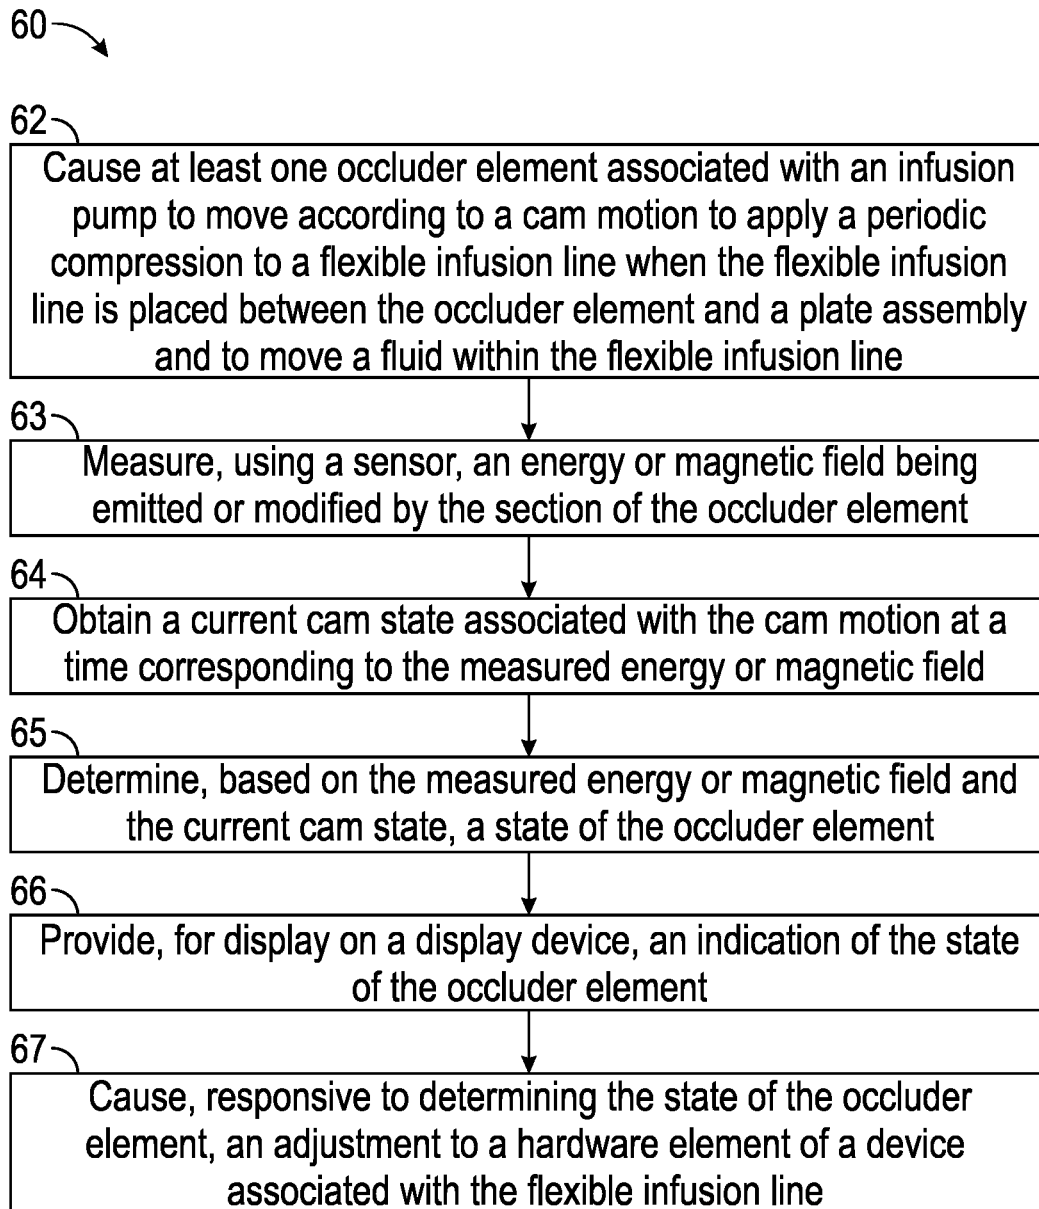 60
62
Cause at least one occluder element associated with an infusion
pump to move according to a cam motion to apply a periodic
compression to a flexible infusion line when the flexible infusion
line is placed between the occluder element and a plate assembly
and to move a fluid within the flexible infusion line
63
Measure, using a sensor, an energy or magnetic field being
emitted or modified by the section of the occluder element
64
Obtain a current cam state associated with the cam motion at a
time corresponding to the measured energy or magnetic field
65
Determine, based on the measured energy or magnetic field and
the current cam state, a state of the occluder element
66
Provide, for display on a display device, an indication of the state
of the occluder element
67
Cause, responsive to determining the state of the occluder
element, an adjustment to a hardware element of a device
associated with the flexible infusion line